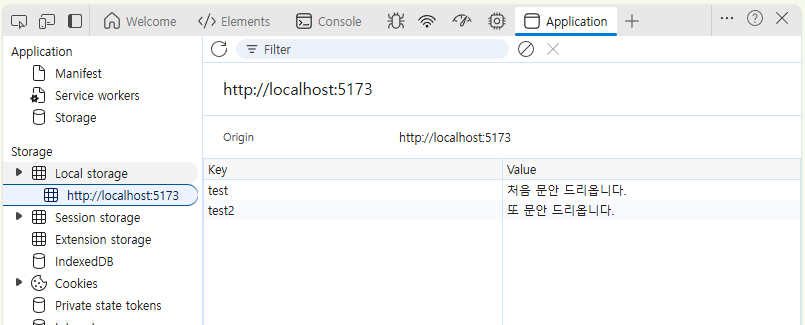 Welcome Elements Console Application
Application
Manifest
Service workers
Storage
Storage
Local storage
http://localhost:5173
Session storage
Extension storage
IndexedDB
Cookies
Private state tokens
Filter
http://localhost:5173
Origin http://localhost:5173
Key Value
test 처음 문안 드리옵니다.
test2 또 문안 드리옵니다.